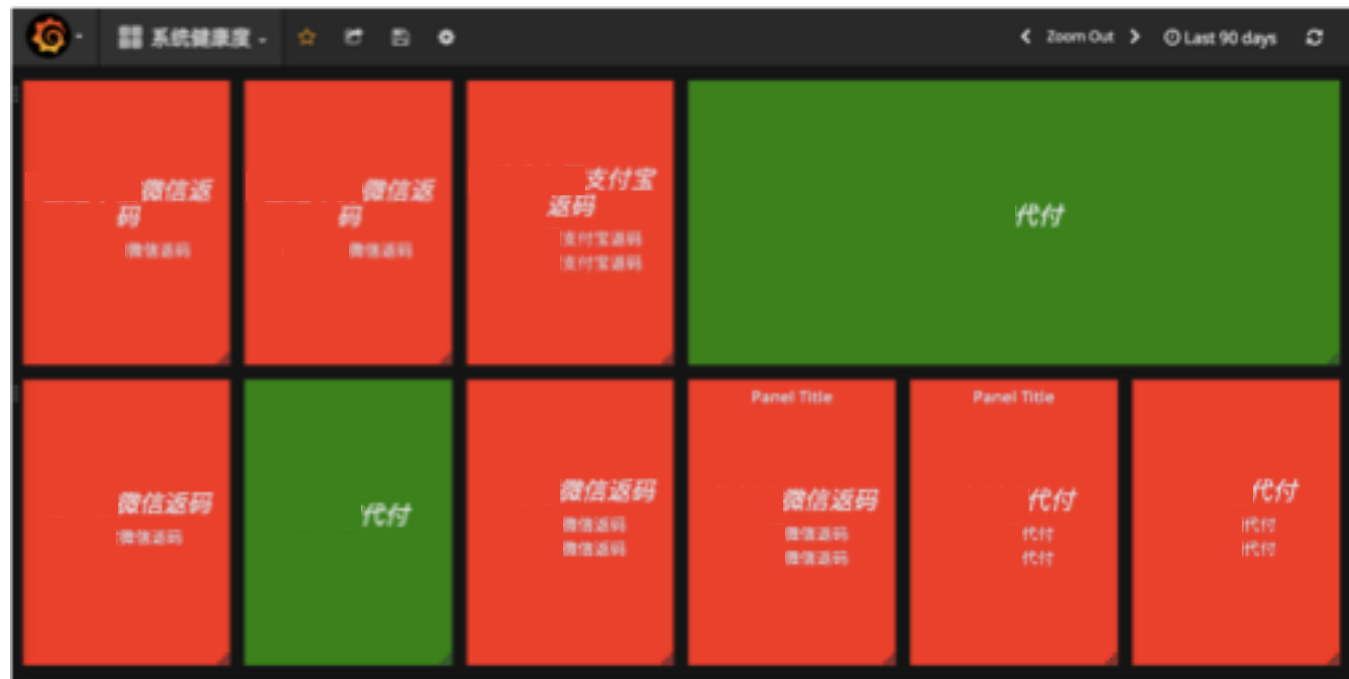 系统健康度
Zoom Out
Last 90 days
微信返
码
微信返码
微信返
码
微信返码
支付宝
返码
支付宝返码
支付宝返码
代付
微信返码
微信返码
代付
微信返码
微信返码
微信返码
Panel Title
微信返码
微信返码
微信返码
Panel Title
代付
代付
代付
代付
代付
代付